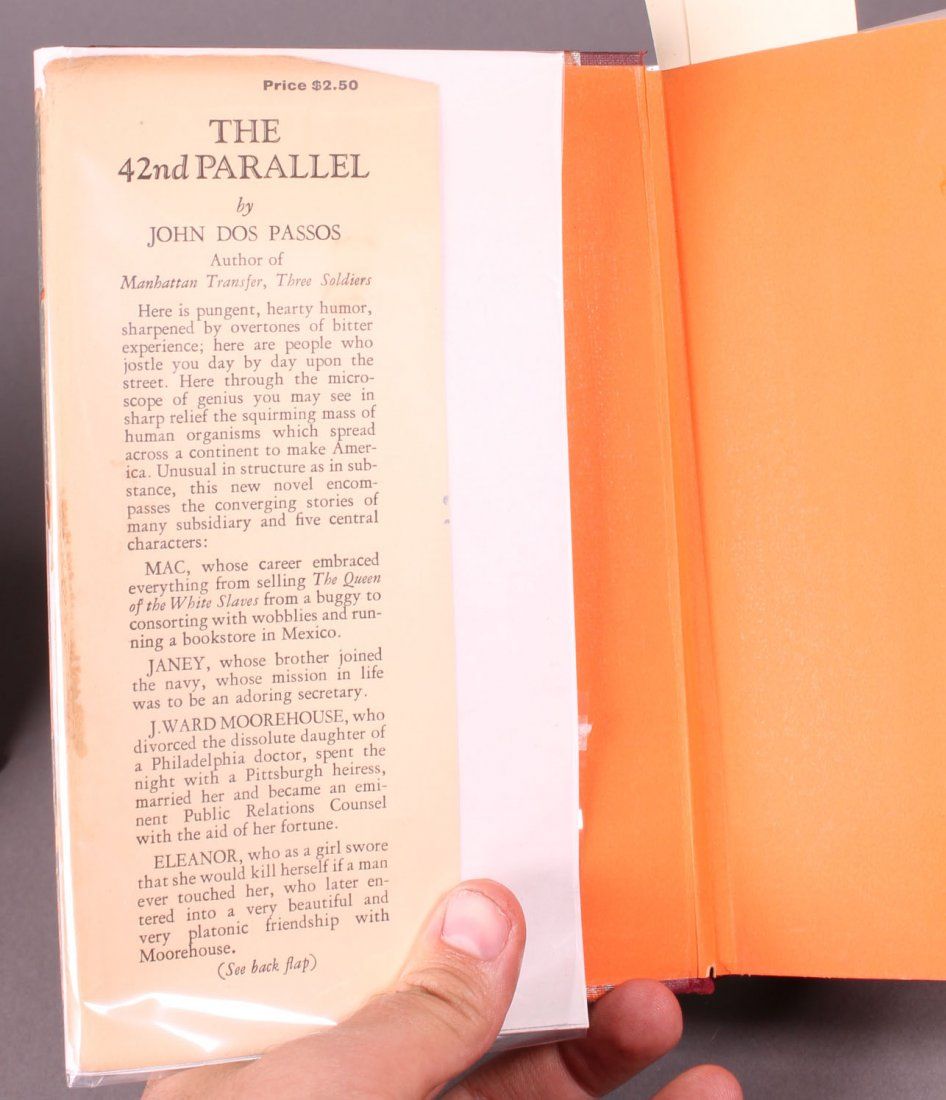 Price $2.50
THE
42nd PARALLEL
by
JOHN DOS PASSOS
Author of
Manhattan Transfer, Three Soldiers
Here is pungent, hearty humor,
sharpened by overtones of bitter
experience; here are people who
jostle you day by day upon the
street. Here through the micro-
scope of genius you may see in
sharp relief the squirming mass of
human organisms which spread
across a continent to make Amer-
ica. Unusual in structure as in sub-
stance, this new novel encom-
passes the converging stories of
many subsidiary and five central
characters:
MAC, whose career embraced
everything from selling The Queen
of the White Slaves from a buggy to
consorting with wobblies and run-
ning a bookstore in Mexico.
JANEY, whose brother joined
the navy, whose mission in life
was to be an adoring secretary.
J. WARD MOOREHOUSE, who
divorced the dissolute daughter of
a Philadelphia doctor, spent the
night with a Pittsburgh heiress,
married her and became an emi-
nent Public Relations Counsel
with the aid of her fortune.
ELEANOR, who as a girl swore
that she would kill herself if a man
ever touched her, who later en-
tered into a very beautiful and
very platonic friendship with
Moorehouse.
(See back flap)